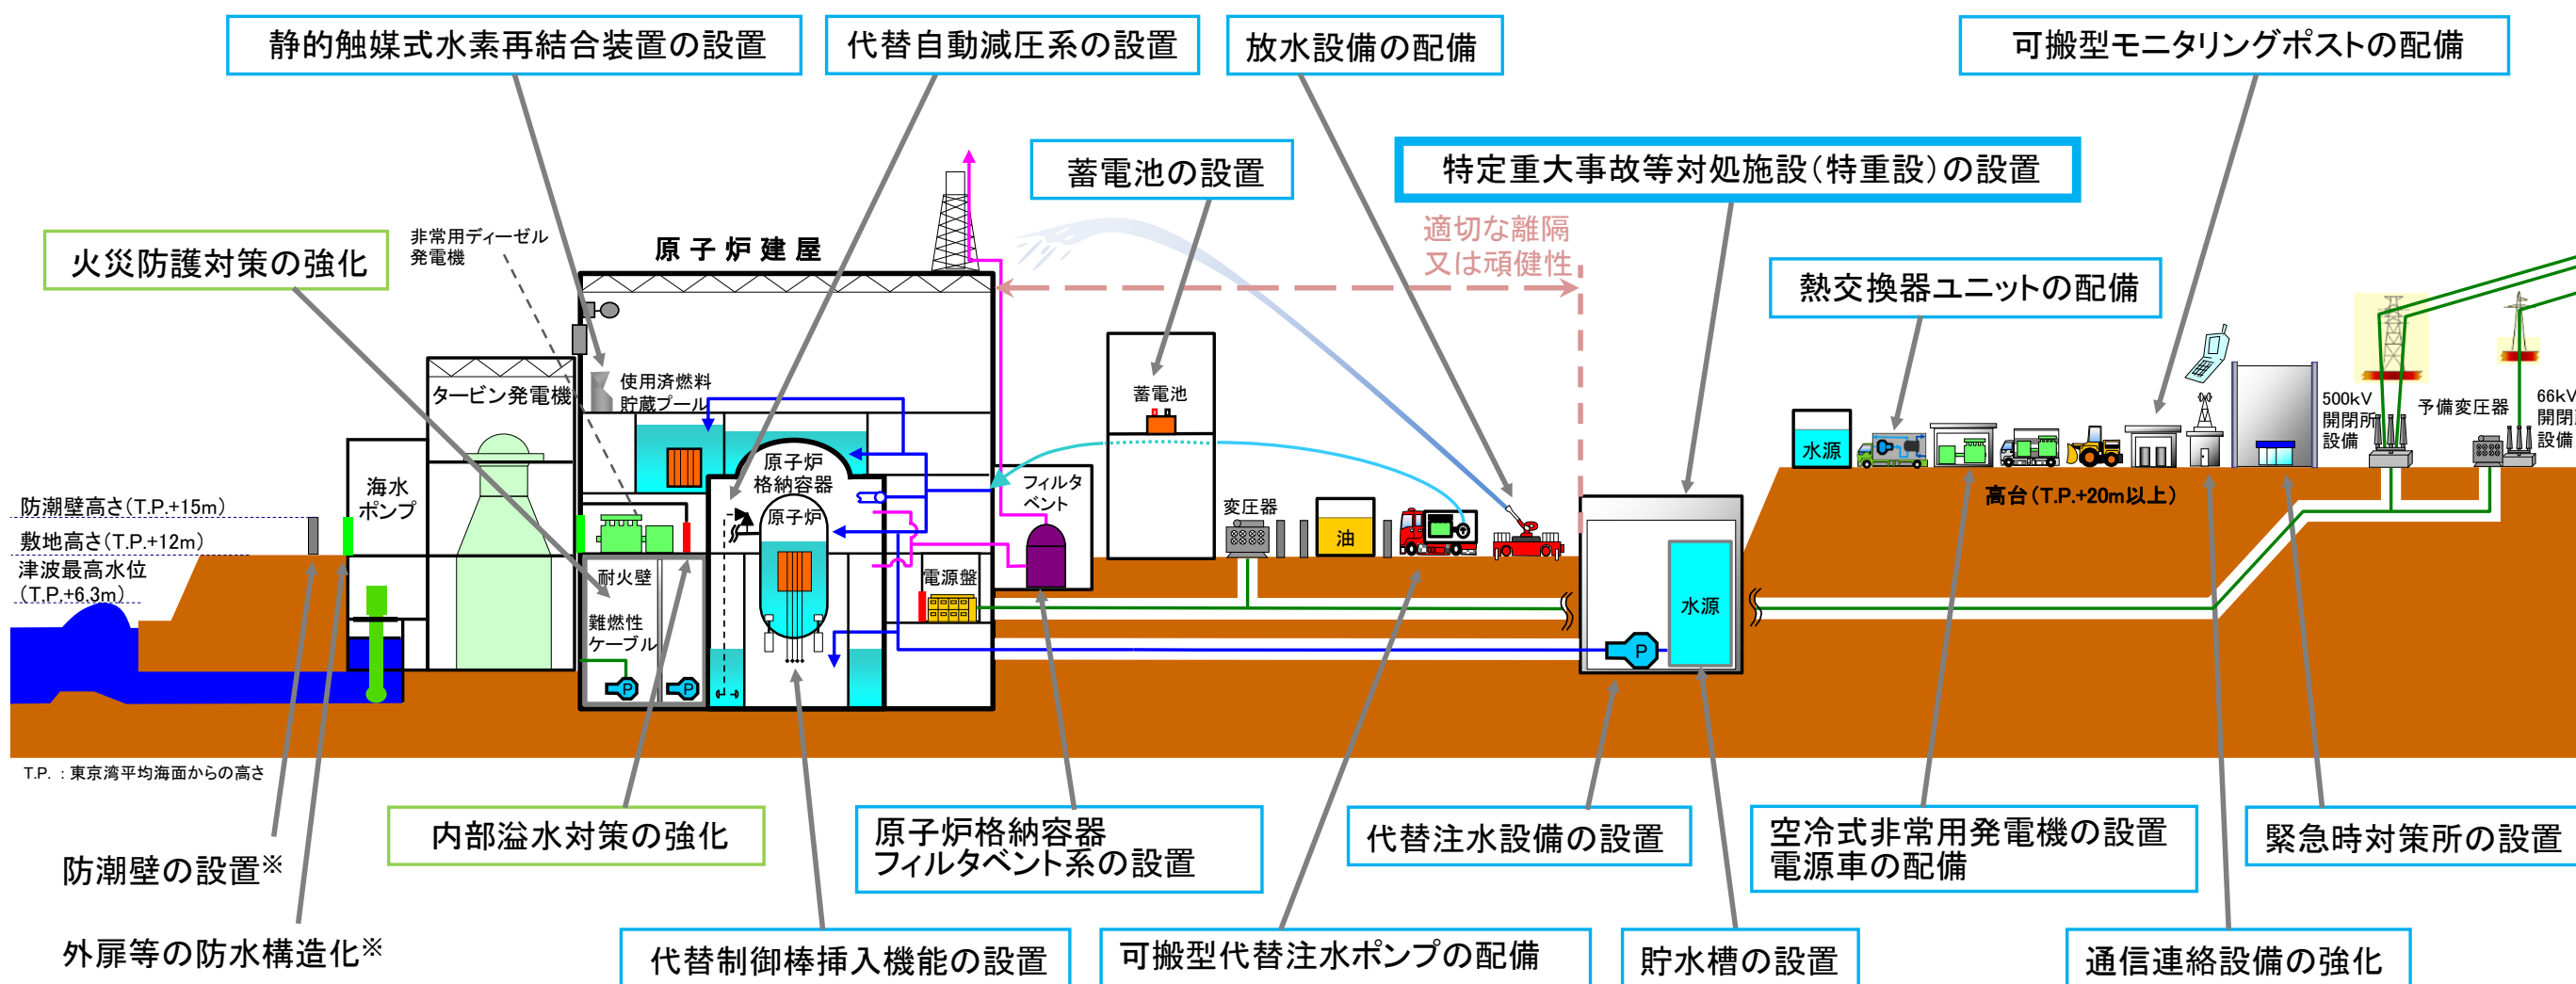 静的触媒式水素再結合装置の設置
代替自動減圧系の設置
放水設備の配備
可搬型モニタリングポストの配備
蓄電池の設置
特定重大事故等対処施設(特重設)の設置
火災防護対策の強化
非常用ディーゼル
発電機
原子炉建屋
適切な離隔
又は頑健性
熱交換器ユニットの配備
タービン発電機
使用済燃料
貯蔵プール
蓄電池
500kV
開閉所
設備
予備変圧器
66kV
開閉
設備
水源
海水
ポンプ
原子炉
格納容器
原子炉
フィルタ
ベント
変圧器
油
高台(T.P.+20m以上)
防潮壁高さ(T.P.+15m)
敷地高さ(T.P.+12m)
津波最高水位
(T.P.+6.3m)
耐火壁
難燃性
ケーブル
電源盤
水源
P
P
P
T.P. :東京湾平均海面からの高さ
防潮壁の設置※
外扉等の防水構造化※
内部溢水対策の強化
原子炉格納容器
フィルタベント系の設置
代替注水設備の設置
空冷式非常用発電機の設置
電源車の配備
緊急時対策所の設置
代替制御棒挿入機能の設置
可搬型代替注水ポンプの配備
貯水槽の設置
通信連絡設備の強化